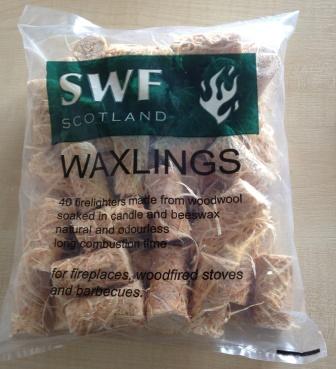 SWF
SCOTLAND
WAXLINGS
40 firelighters made from woodwool
soaked in candle and beeswax
natural and odourless
long combustion time
for fireplaces, woodfired stoves
and barbecues.